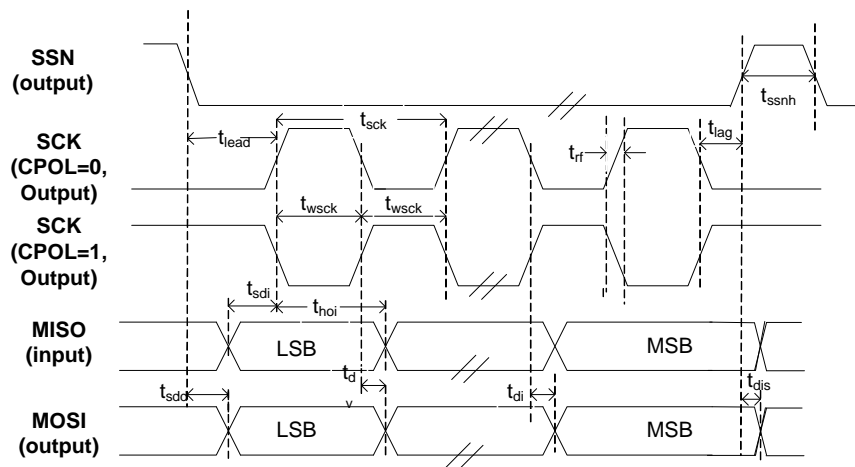 SSN
(output)
t_ssnh
t_sck
t_lead
t_lag
SCK
(CPOL=0,
Output)
t_rf
t_wsck t_wsck
SCK
(CPOL=1,
Output)
t_sdi
t_hoi
MISO
(input)
LSB
MSB
t_d
v
t_di
t_dis
t_sdd
MOSI
(output)
LSB
MSB